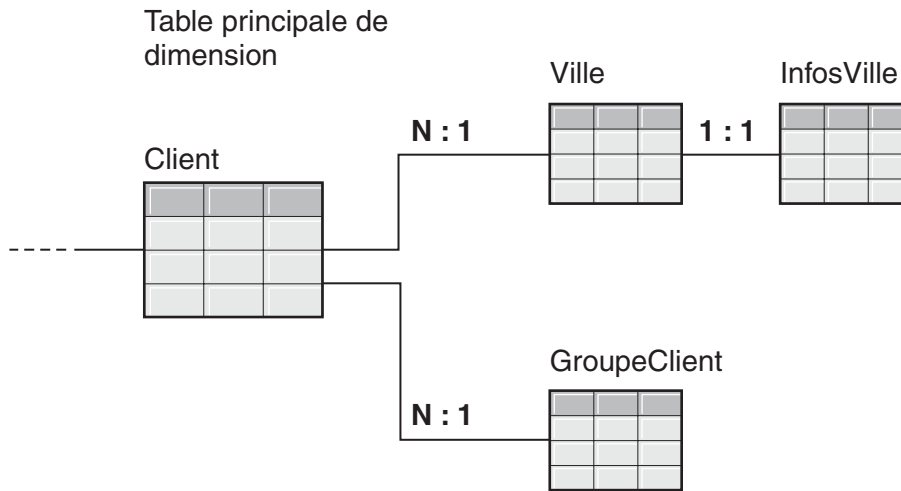 Table principale de
dimension
Ville
InfosVille
N : 1
1 : 1
Client
GroupeClient
N : 1